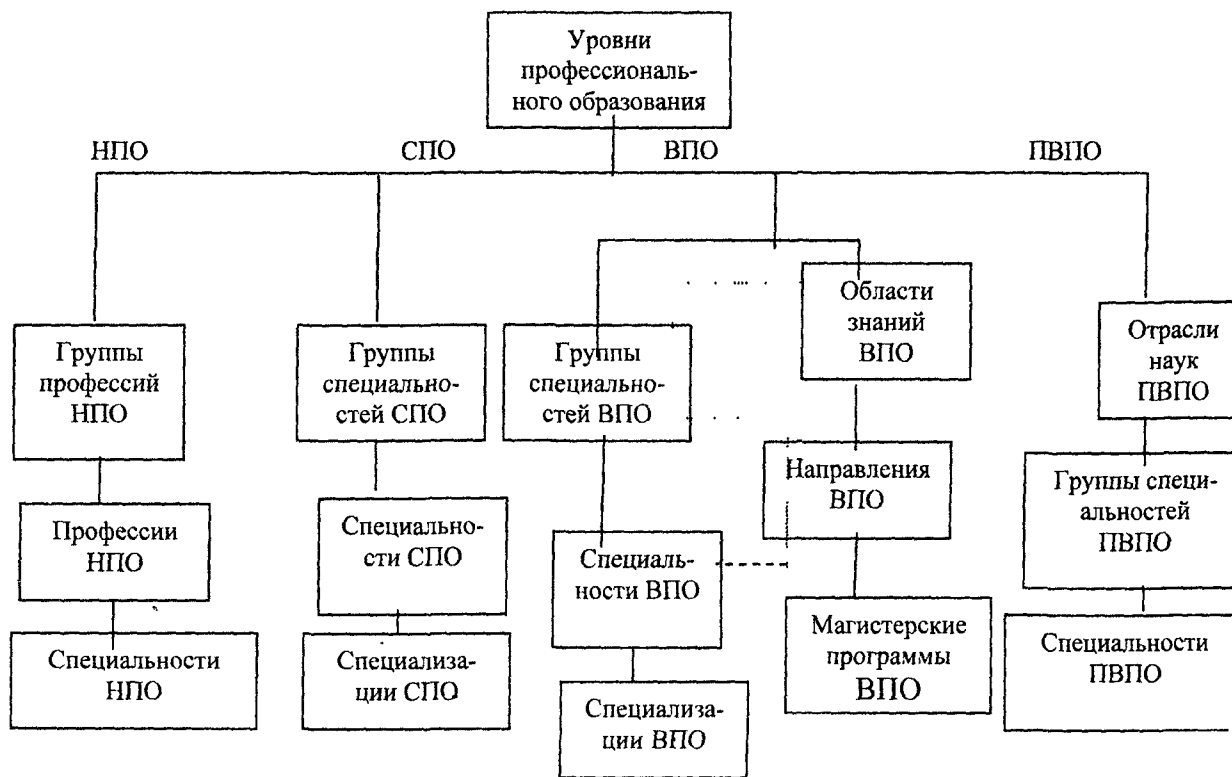 Уровни
профессиональ-
ного образования
НПО
СПО
ВПО
ПВПО
Группы
профессий
НПО
Профессии
НПО
Специальности
НПО
Группы
специально-
стей СПО
Специально-
сти СПО
Специализа-
ции СПО
Группы
специально-
стей ВПО
Специаль-
ности ВПО
Специализа-
ции ВПО
Области
знаний
ВПО
Направления
ВПО
Магистерские
программы
ВПО
Отрасли
наук
ПВПО
Группы специ-
альностей
ПВПО
Специальности
ПВПО